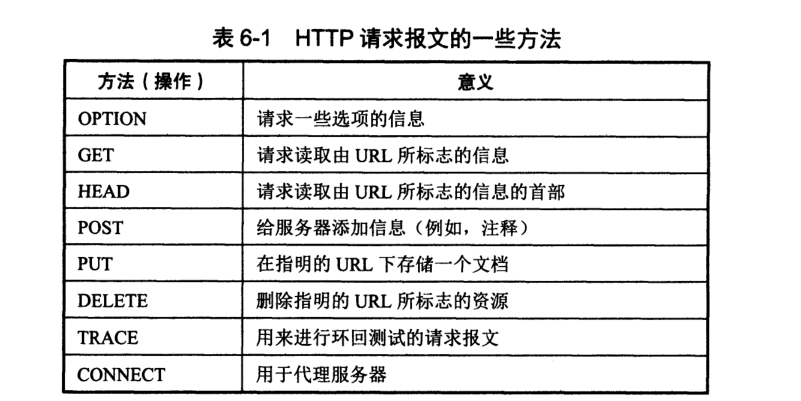 表 6-1 HTTP 请求报文的一些方法
方法（操作） 意义
OPTION 请求一些选项的信息
GET 请求读取由 URL 所标志的信息
HEAD 请求读取由 URL 所标志的信息的首部
POST 给服务器添加信息（例如，注释）
PUT 在指明的 URL 下存储一个文档
DELETE 删除指明的 URL 所标志的资源
TRACE 用来进行环回测试的请求报文
CONNECT 用于代理服务器